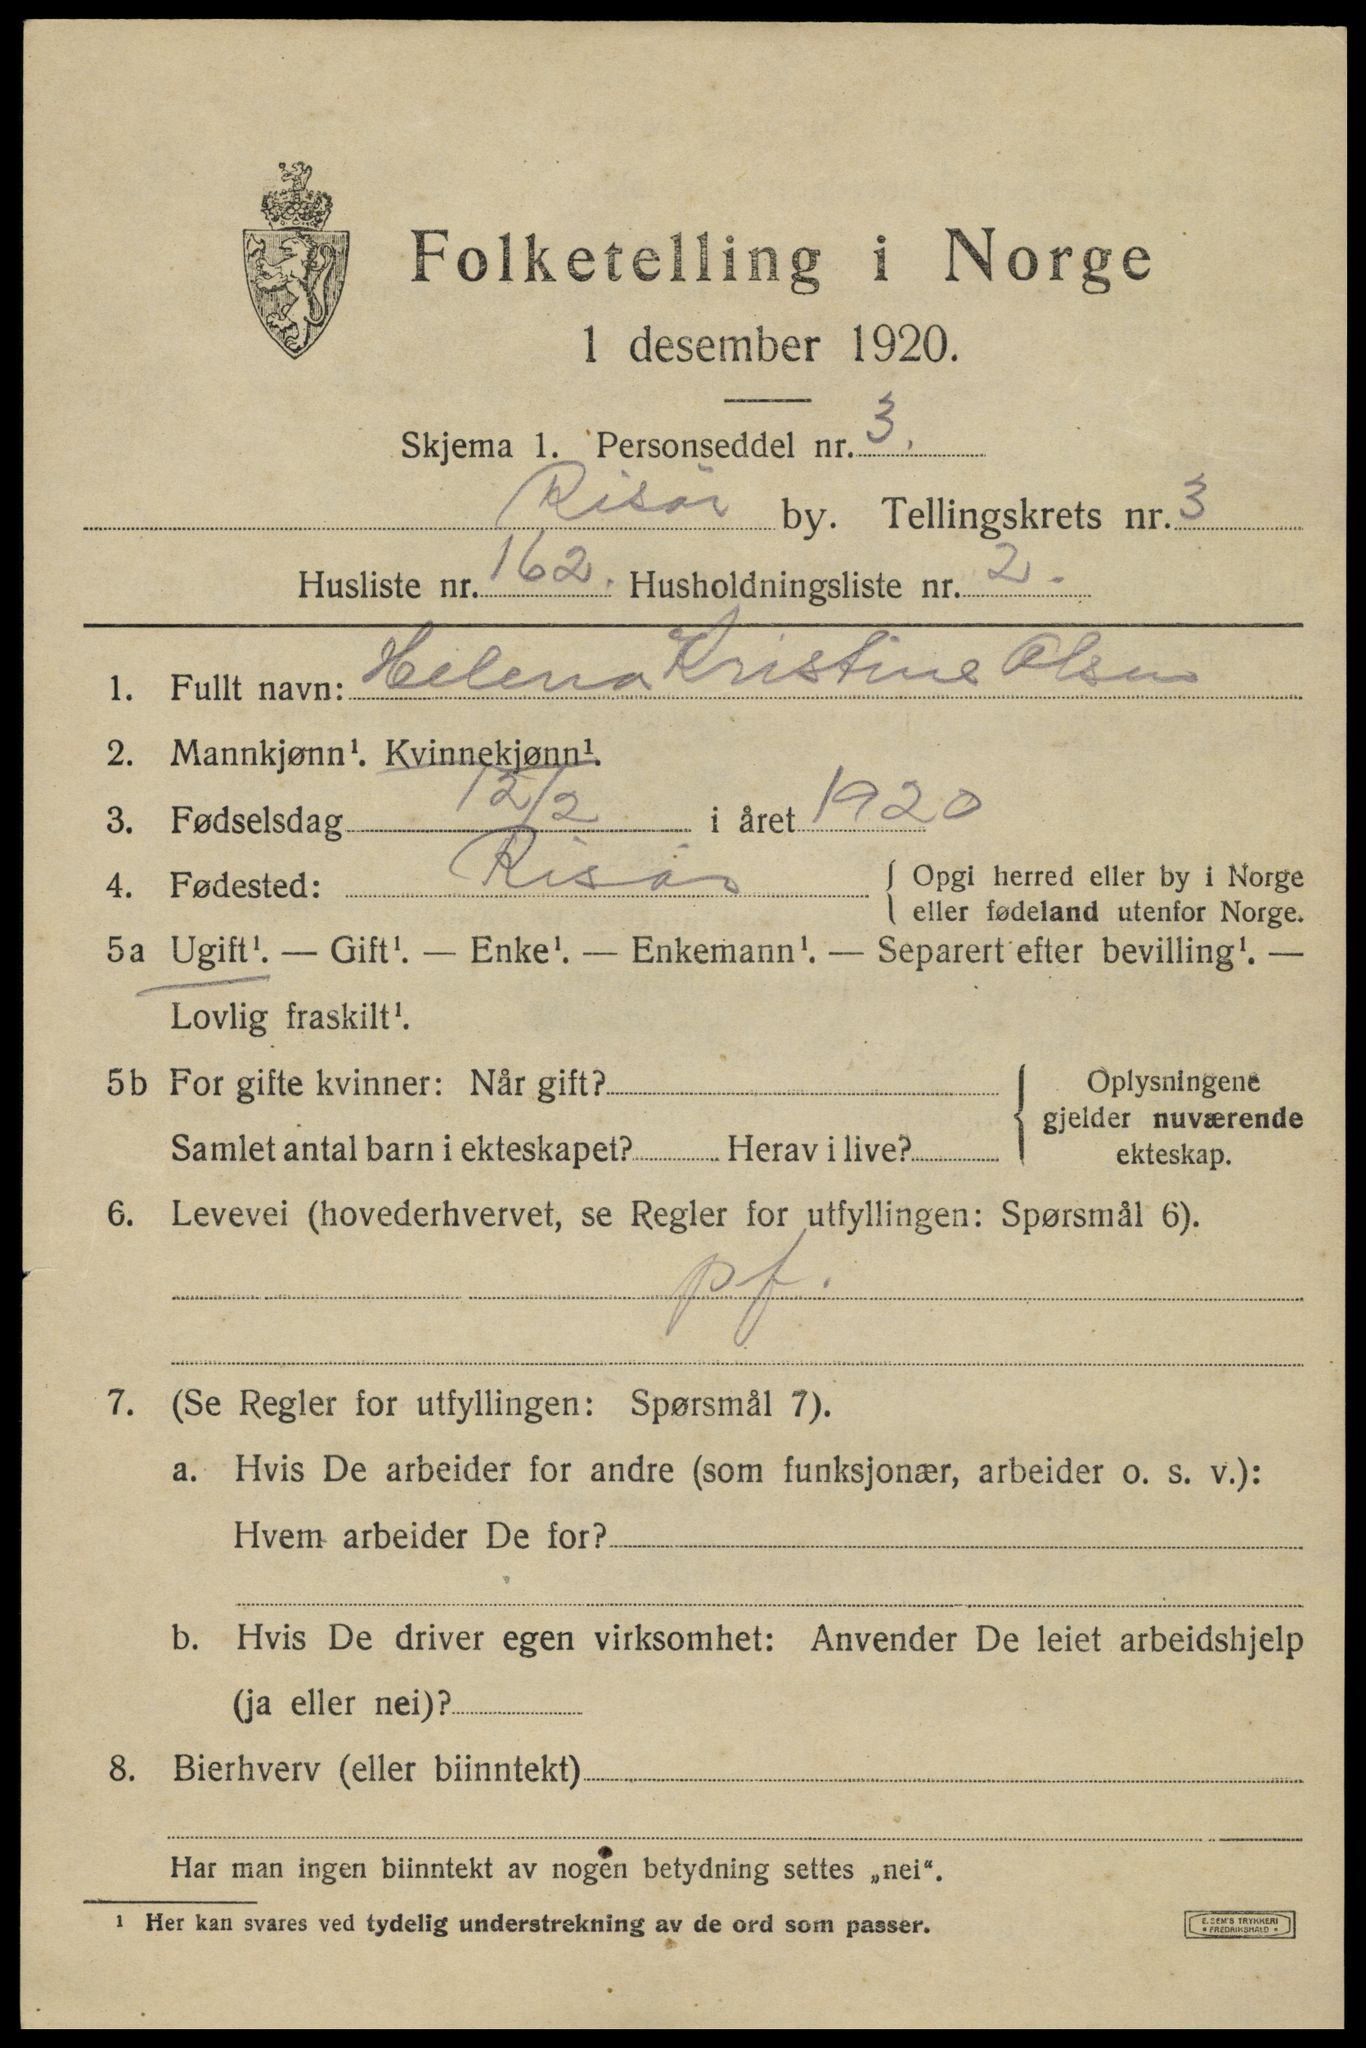 Folketelling i Norge
1 desember 1920.
Skjema 1. Personseddel nr. 3.
Risör by. Tellingskrets nr. 3
Husliste nr. 162. Husholdningsliste nr. 2.
1. Fullt navn: Helena Kristine Olsen
2. Mannkjønn¹. Kvinnekjønn¹.
3. Fødselsdag 12/2 i året 1920
4. Fødested: Risör { Opgi herred eller by i Norge
eller fødeland utenfor Norge.
5a Ugift¹. — Gift¹. — Enke¹. — Enkemann¹. — Separert efter bevilling¹. —
Lovlig fraskilt¹.
5b For gifte kvinner: Når gift?
Samlet antal barn i ekteskapet? Herav i live?
{ Oplysningene
gjelder nuværende
ekteskap.
6. Levevei (hovederhvervet, se Regler for utfyllingen: Spørsmål 6).
pf.
7. (Se Regler for utfyllingen: Spørsmål 7).
a. Hvis De arbeider for andre (som funksjonær, arbeider o. s. v.):
Hvem arbeider De for?
b. Hvis De driver egen virksomhet: Anvender De leiet arbeidshjelp
(ja eller nei)?
8. Bierhverv (eller biinntekt)
Har man ingen biinntekt av nogen betydning settes „nei“.
¹ Her kan svares ved tydelig understrekning av de ord som passer.
E. SEM'S TRYKKERI
* FREDRIKSHALD *